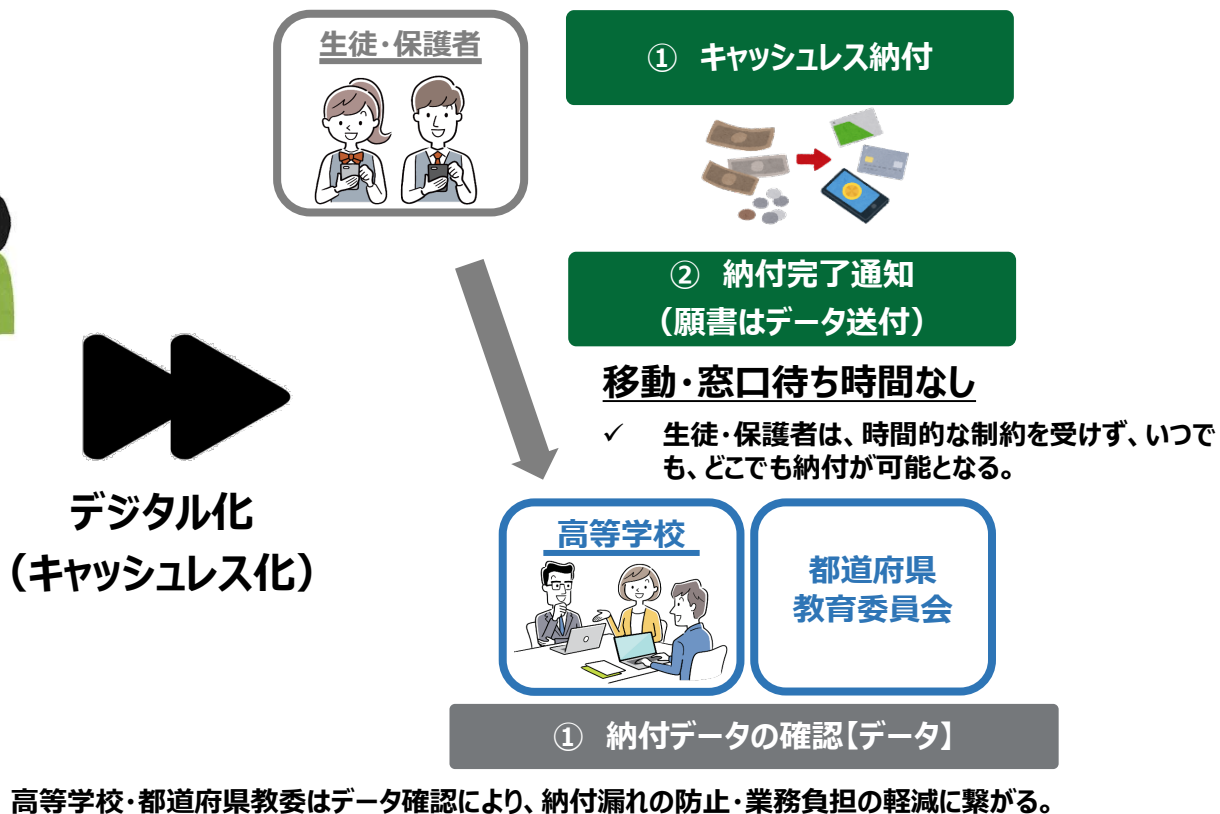 生徒・保護者
① キャッシュレス納付
② 納付完了通知
（願書はデータ送付）
移動・窓口待ち時間なし
✓ 生徒・保護者は、時間的な制約を受けず、いつで
も、どこでも納付が可能となる。
デジタル化
（キャッシュレス化）
高等学校
都道府県
教育委員会
① 納付データの確認【データ】
高等学校・都道府県教委はデータ確認により、納付漏れの防止・業務負担の軽減に繋がる。